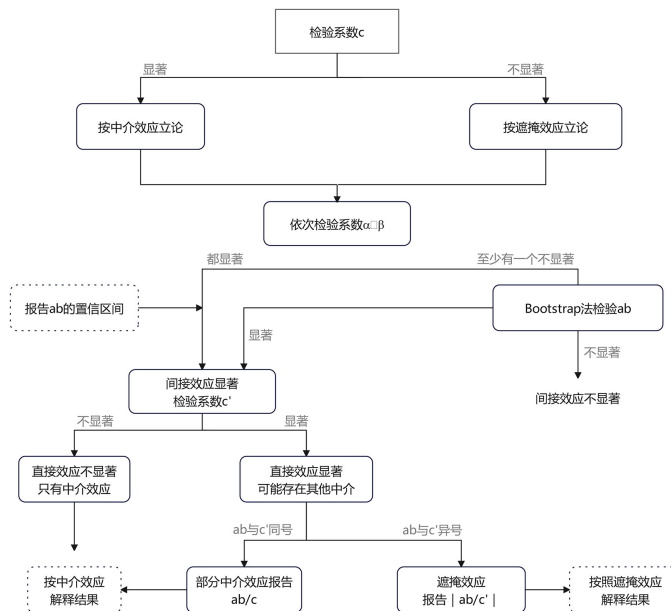 检验系数c
显著
不显著
按中介效应立论
按遮掩效应立论
依次检验系数α□β
都显著
至少有一个不显著
报告ab的置信区间
Bootstrap法检验ab
显著
不显著
间接效应显著
检验系数c'
间接效应不显著
不显著
显著
直接效应不显著
只有中介效应
直接效应显著
可能存在其他中介
ab与c'同号
ab与c'异号
按中介效应
解释结果
部分中介效应报告
ab/c
遮掩效应
报告 | ab/c' |
按照遮掩效应
解释结果